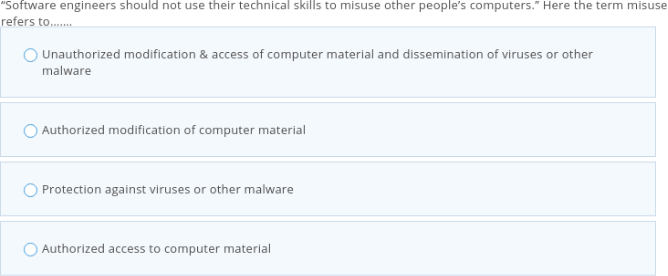 “Software engineers should not use their technical skills to misuse other people’s computers.” Here the term misuse
refers to.......
Unauthorized modification & access of computer material and dissemination of viruses or other
malware
Authorized modification of computer material
Protection against viruses or other malware
Authorized access to computer material